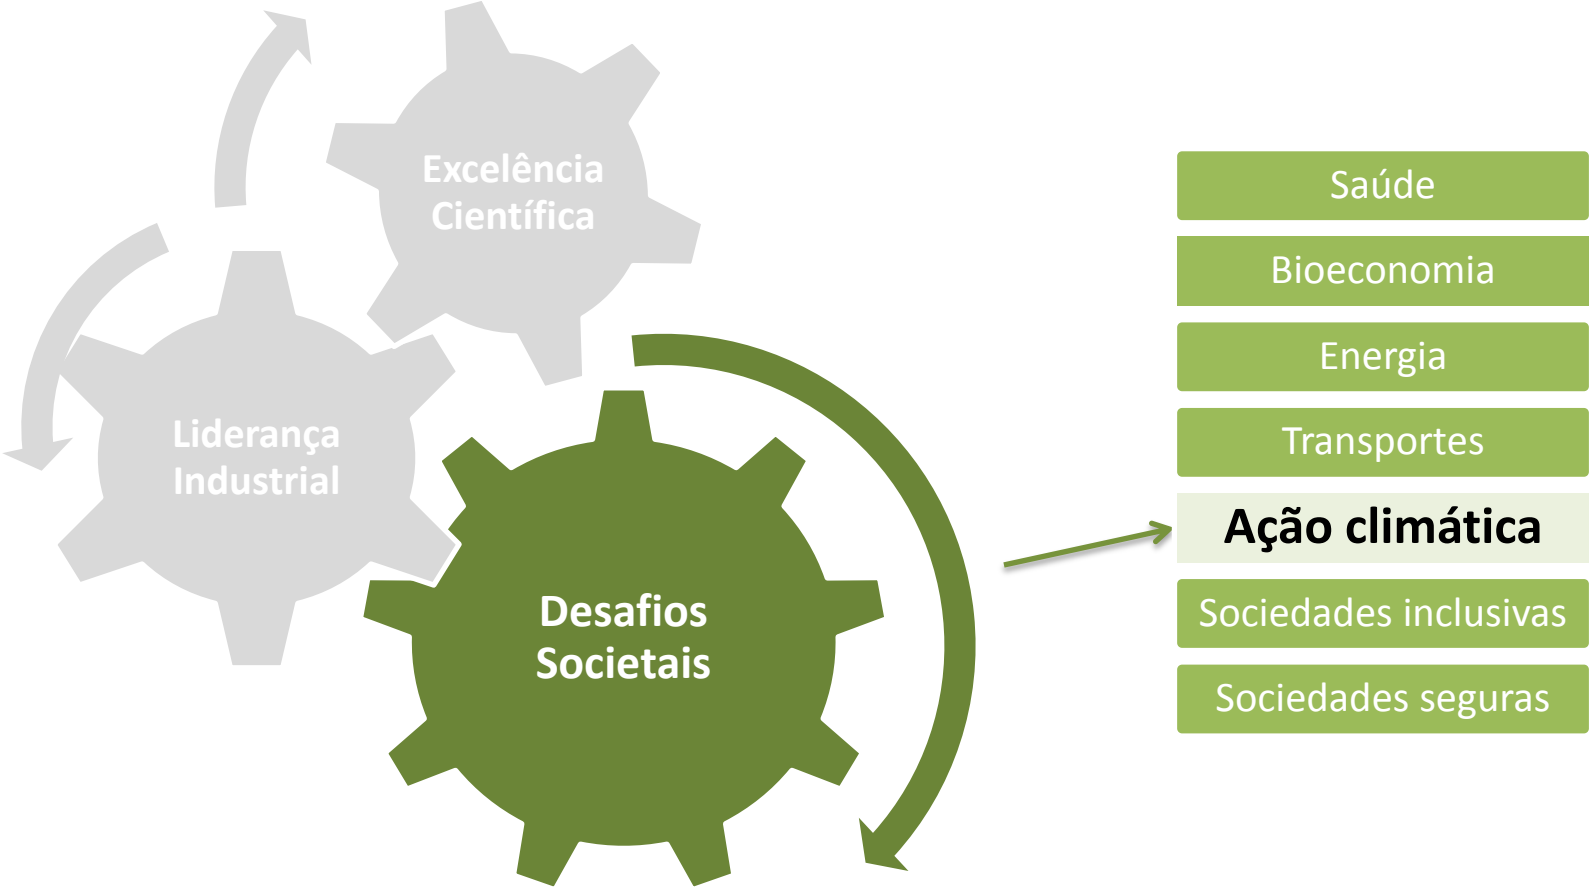 Excelência
Científica
Liderança
Industrial
Desafios
Societais
Saúde
Bioeconomia
Energia
Transportes
Ação climática
Sociedades inclusivas
Sociedades seguras